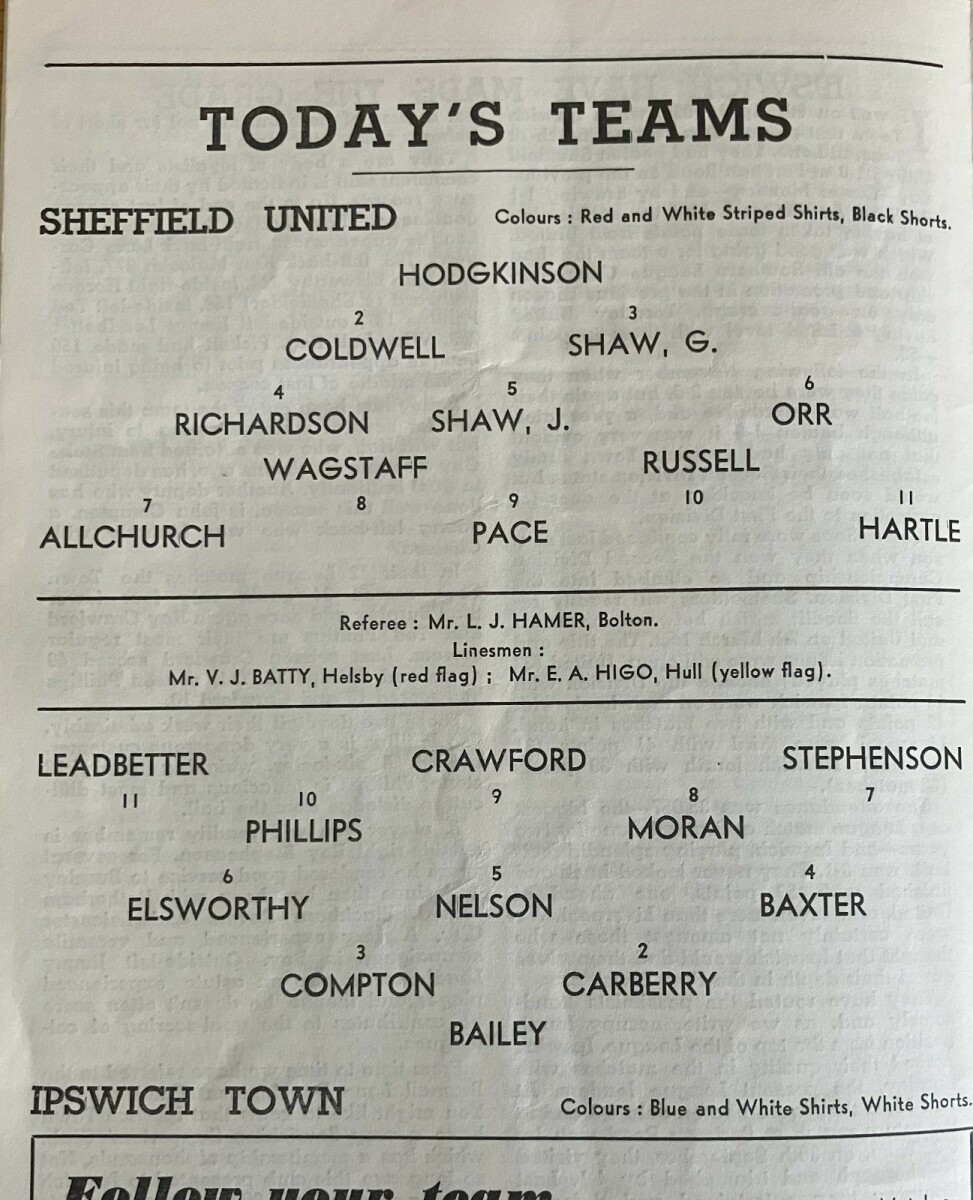 TODAY'S TEAMS
SHEFFIELD UNITED Colours : Red and White Striped Shirts, Black Shorts.
HODGKINSON
2 3
COLDWELL SHAW, G.
4 5 6
RICHARDSON SHAW, J. ORR
WAGSTAFF RUSSELL
7 8 9 10 11
ALLCHURCH PACE HARTLE
Referee : Mr. L. J. HAMER, Bolton.
Linesmen :
Mr. V. J. BATTY, Helsby (red flag) ; Mr. E. A. HIGO, Hull (yellow flag).
LEADBETTER CRAWFORD STEPHENSON
11 10 9 8 7
PHILLIPS MORAN
6 5 4
ELSWORTHY NELSON BAXTER
3 2
COMPTON CARBERRY
BAILEY
IPSWICH TOWN Colours : Blue and White Shirts, White Shorts.
Follow your team